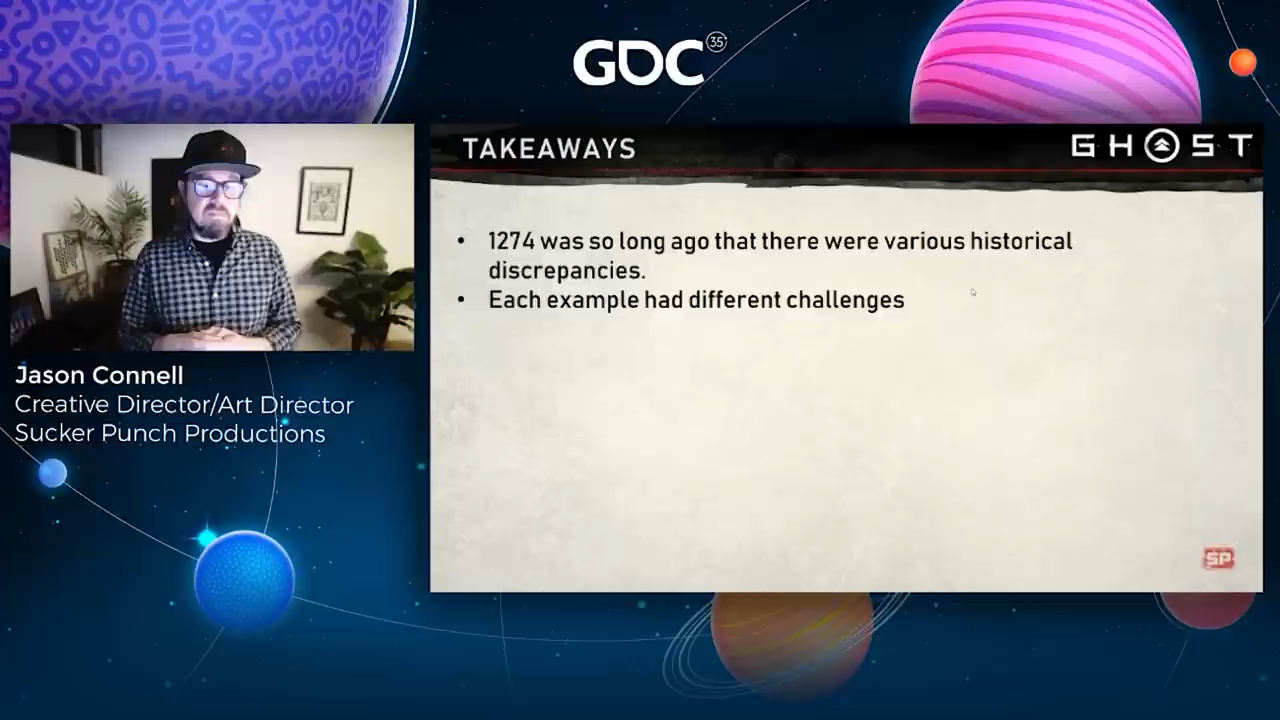 GDC 35
TAKEAWAYS
GHOST
• 1274 was so long ago that there were various historical
discrepancies.
• Each example had different challenges
Jason Connell
Creative Director/Art Director
Sucker Punch Productions
SP